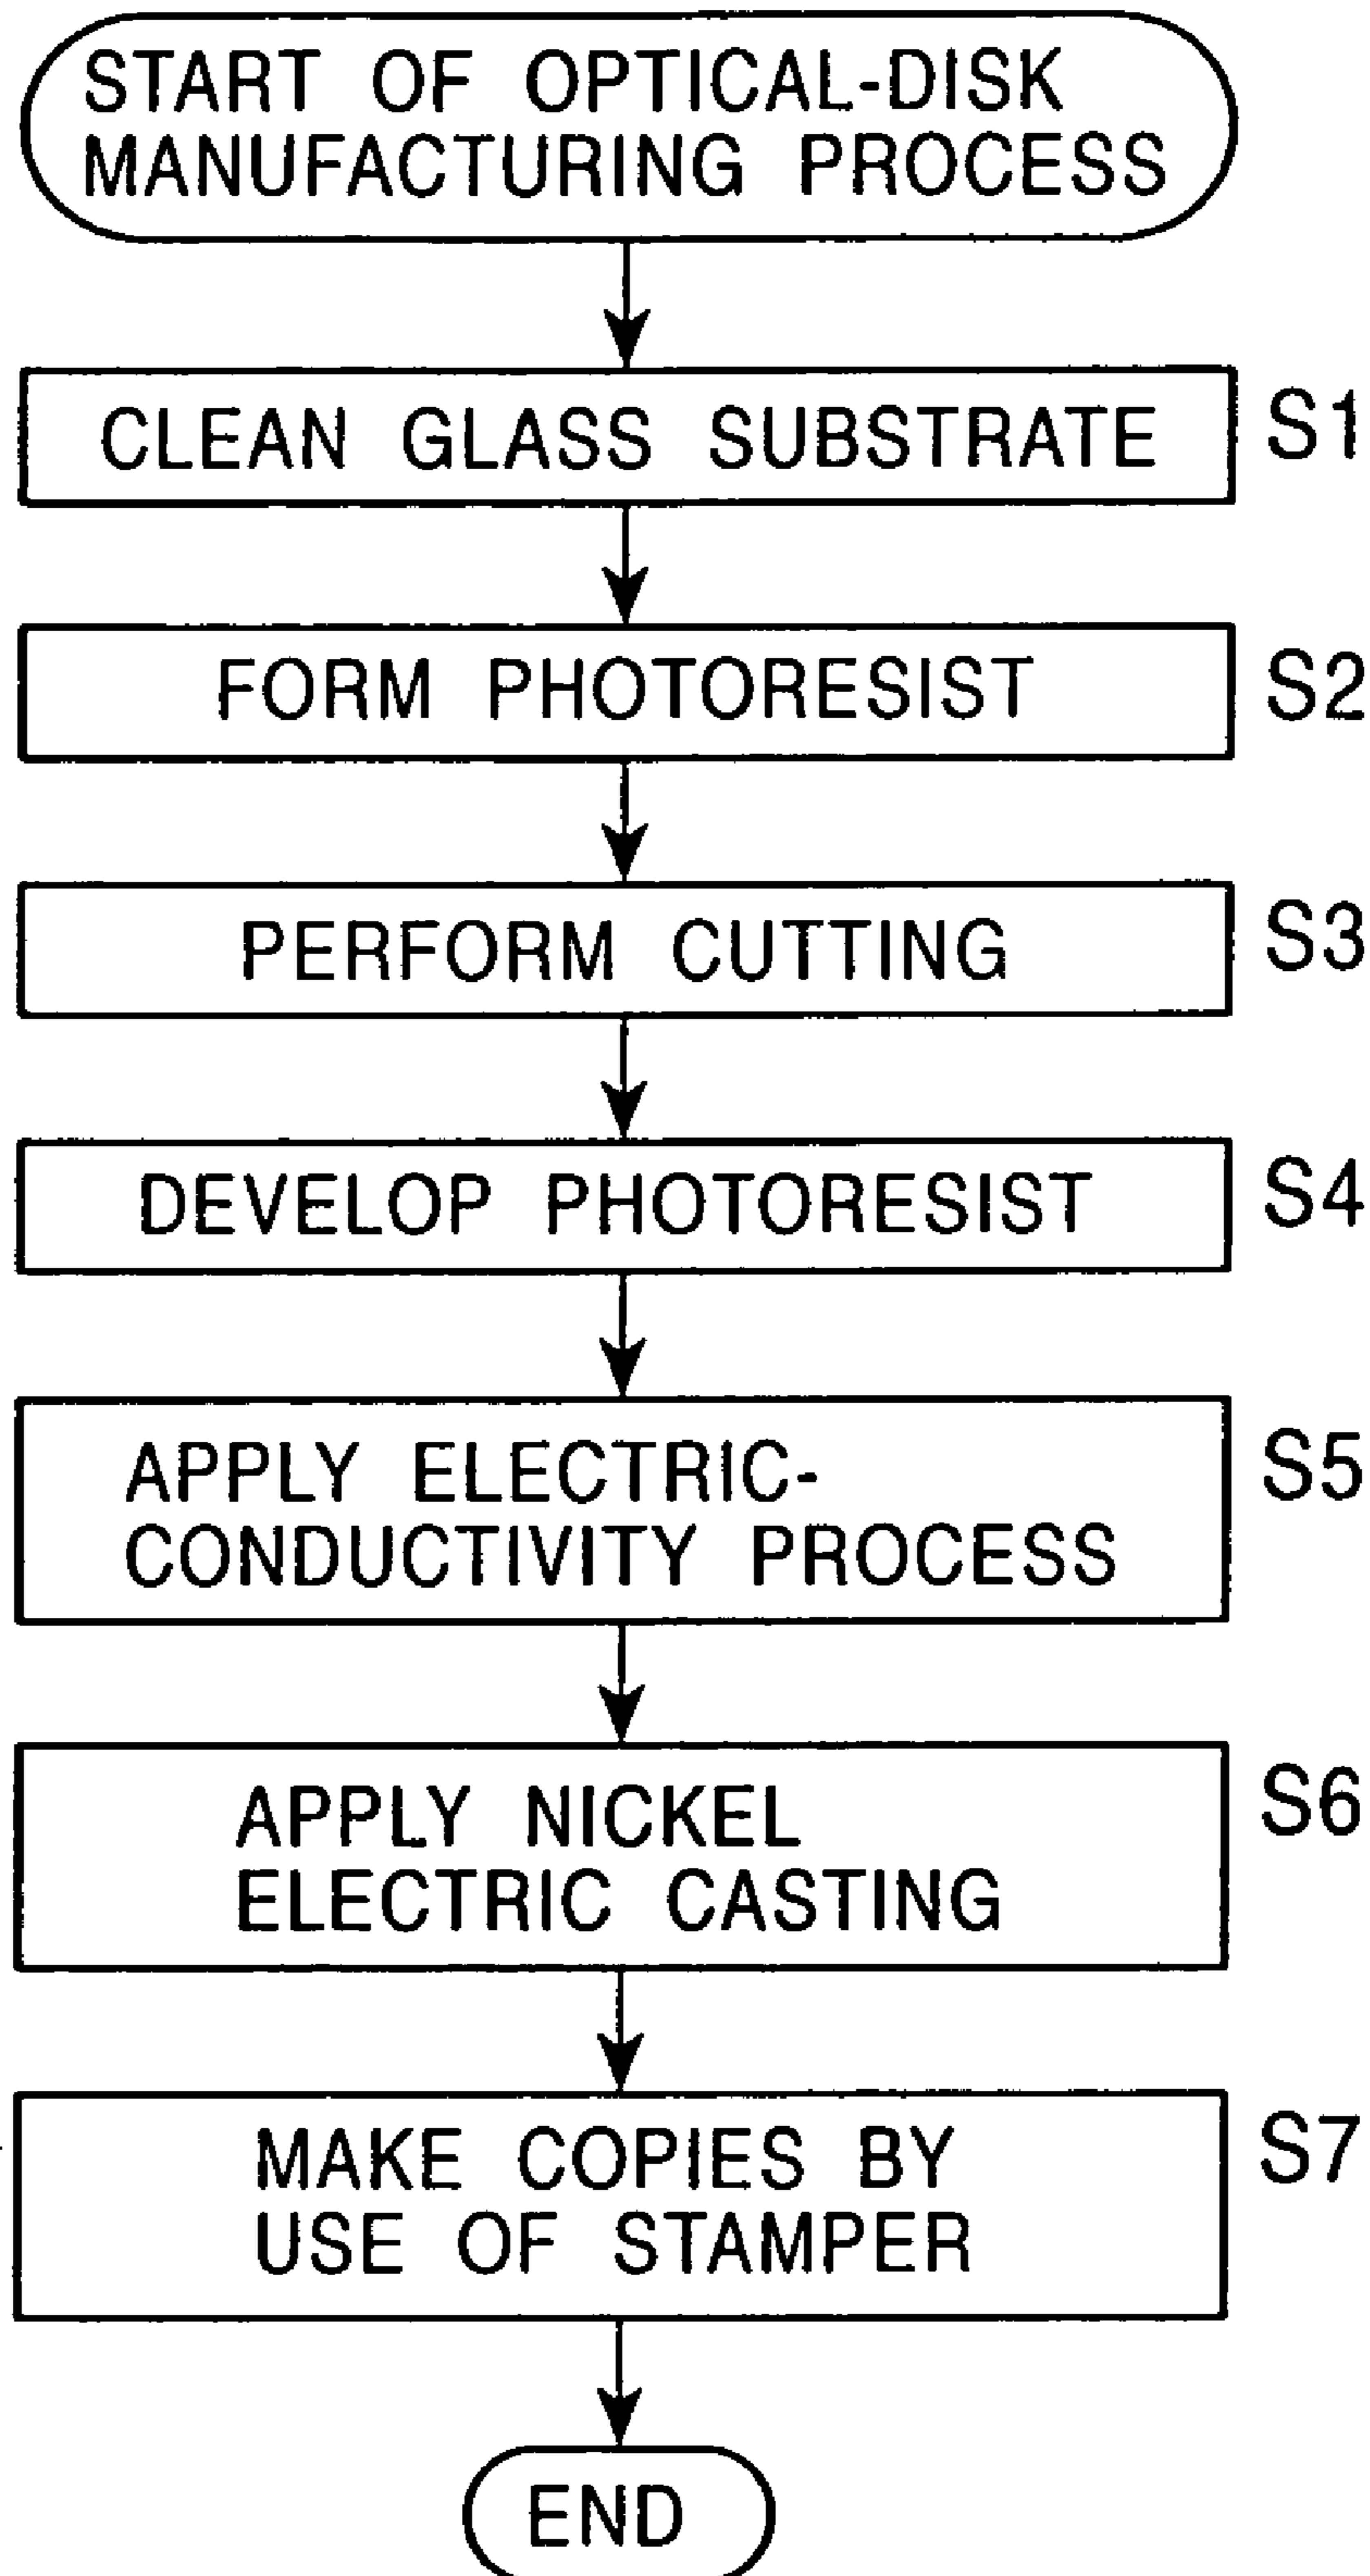 START OF OPTICAL-DISK
MANUFACTURING PROCESS
CLEAN GLASS SUBSTRATE
S1
FORM PHOTORESIST
S2
PERFORM CUTTING
S3
DEVELOP PHOTORESIST
S4
APPLY ELECTRIC-
CONDUCTIVITY PROCESS
S5
APPLY NICKEL
ELECTRIC CASTING
S6
MAKE COPIES BY
USE OF STAMPER
S7
END